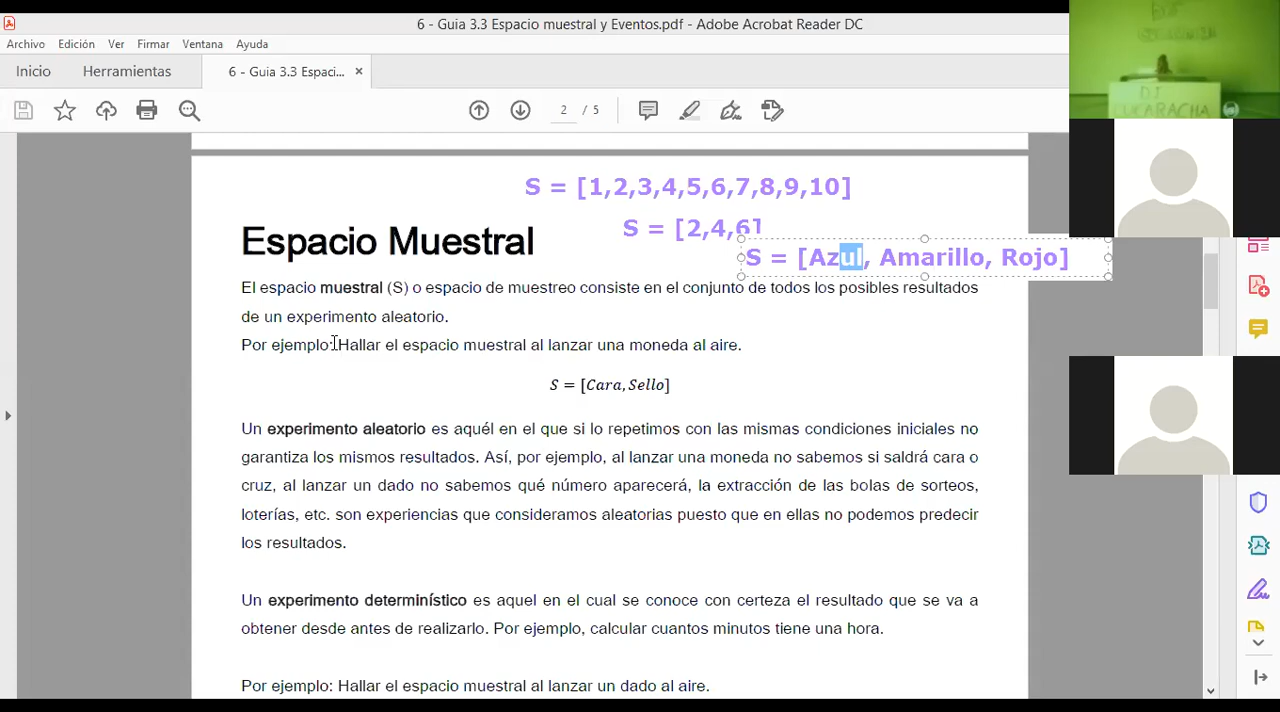 6 - Guia 3.3 Espacio muestral y Eventos.pdf - Adobe Acrobat Reader DC
Archivo Edición Ver Firmar Ventana Ayuda
Inicio Herramientas 6 - Guia 3.3 Espaci... ×
2 / 5
DJ
CUCARACHA
S = [1,2,3,4,5,6,7,8,9,10]
S = [2,4,6]
Espacio Muestral
S = [Azul, Amarillo, Rojo]
El espacio muestral (S) o espacio de muestreo consiste en el conjunto de todos los posibles resultados
de un experimento aleatorio.
Por ejemplo: Hallar el espacio muestral al lanzar una moneda al aire.
S = [Cara, Sello]
Un experimento aleatorio es aquél en el que si lo repetimos con las mismas condiciones iniciales no
garantiza los mismos resultados. Así, por ejemplo, al lanzar una moneda no sabemos si saldrá cara o
cruz, al lanzar un dado no sabemos qué número aparecerá, la extracción de las bolas de sorteos,
loterías, etc. son experiencias que consideramos aleatorias puesto que en ellas no podemos predecir
los resultados.
Un experimento determinístico es aquel en el cual se conoce con certeza el resultado que se va a
obtener desde antes de realizarlo. Por ejemplo, calcular cuantos minutos tiene una hora.
Por ejemplo: Hallar el espacio muestral al lanzar un dado al aire.